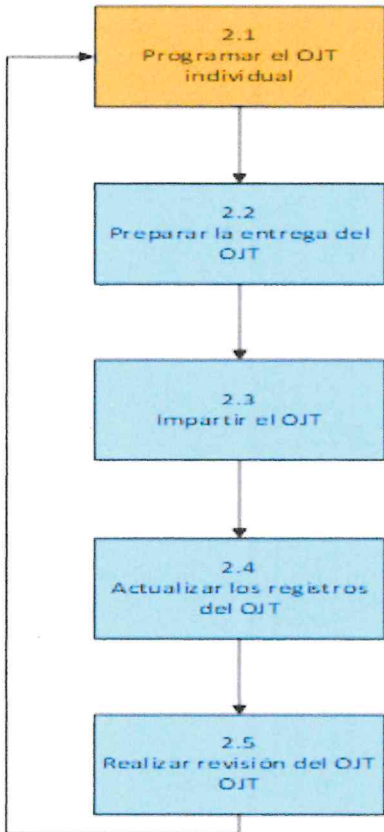 2.1
Programar el OJT
individual
2.2
Preparar la entrega del
OJT
2.3
Impartir el OJT
2.4
Actualizar los registros
del OJT
2.5
Realizar revisión del OJT
OJT